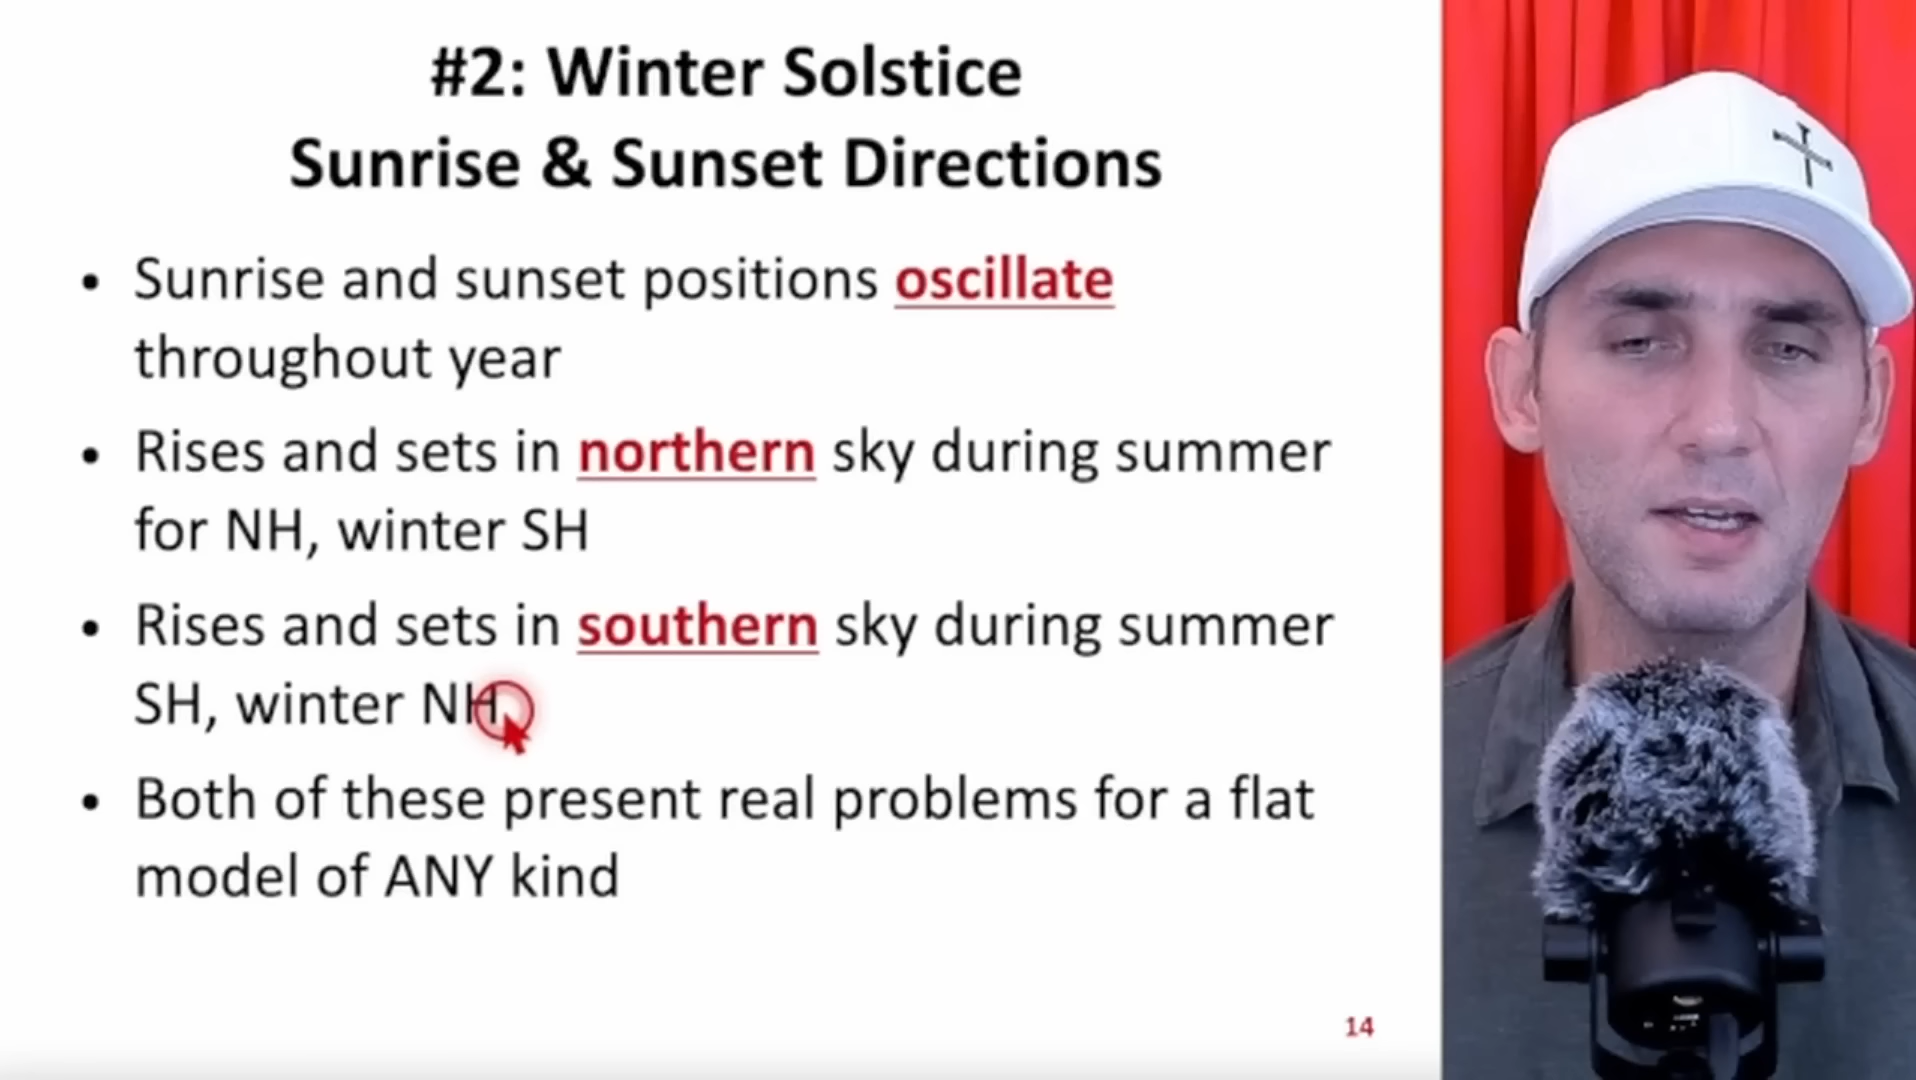 #2: Winter Solstice
Sunrise & Sunset Directions
• Sunrise and sunset positions oscillate
throughout year
• Rises and sets in northern sky during summer
for NH, winter SH
• Rises and sets in southern sky during summer
SH, winter NH
• Both of these present real problems for a flat
model of ANY kind
14